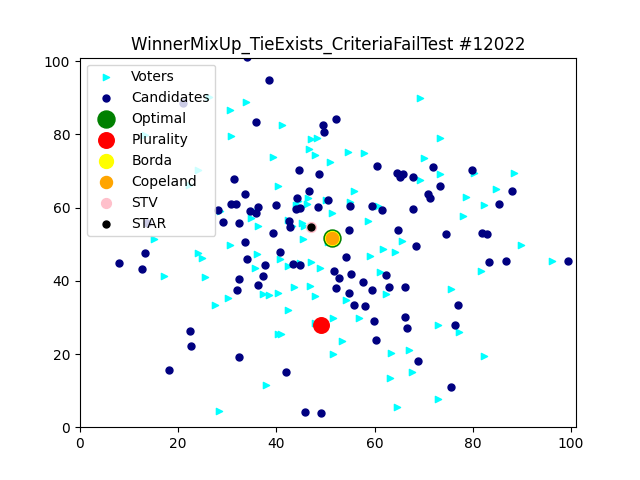 WinnerMixUp_TieExists_CriteriaFailTest #12022
100
80
60
40
20
0
Voters
Candidates
Optimal
Plurality
Borda
Copeland
STV
STAR
0 20 40 60 80 100